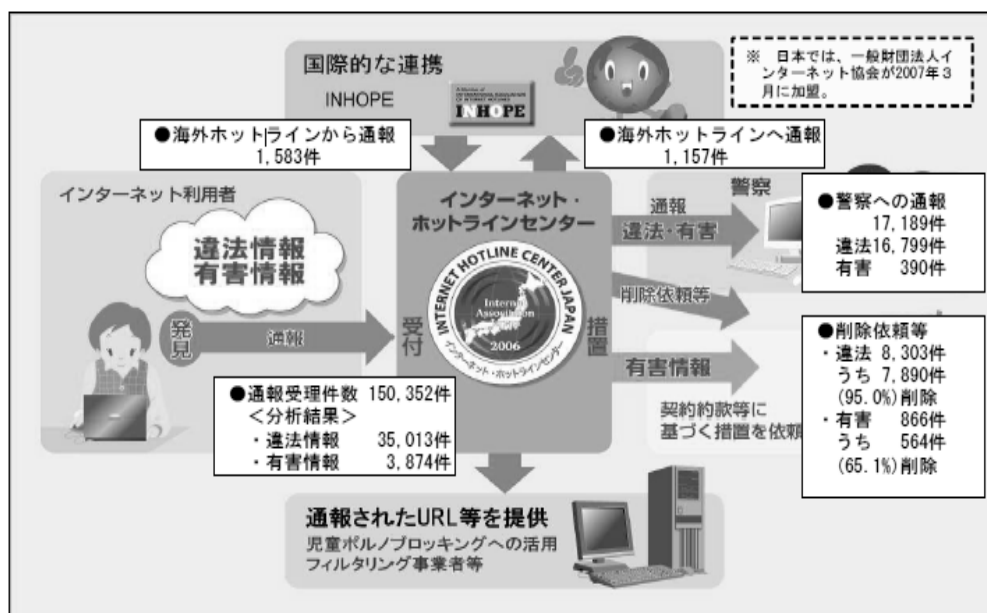 国際的な連携
INHOPE
A Member of
INTERNATIONAL ASSOCIATION
OF INTERNET HOTLINES
INHOPE
※ 日本では、一般財団法人イ
ンターネット協会が2007年3
月に加盟。
●海外ホットラインから通報
1,583件
●海外ホットラインへ通報
1,157件
インターネット利用者
違法情報
有害情報
発見
通報
受付
インターネット・
ホットラインセンター
INTERNET HOTLINE CENTER JAPAN
Internet
Association
2006
インターネット・ホットラインセンター
措置
警察
通報
違法・有害
●警察への通報
17,189件
違法16,799件
有害 390件
削除依頼等
有害情報
契約約款等に
基づく措置を依頼
●削除依頼等
・違法 8,303件
うち 7,890件
(95.0%)削除
・有害 866件
うち 564件
(65.1%)削除
●通報受理件数 150,352件
<分析結果>
・違法情報 35,013件
・有害情報 3,874件
通報されたURL等を提供
児童ポルノブロッキングへの活用
フィルタリング事業者等